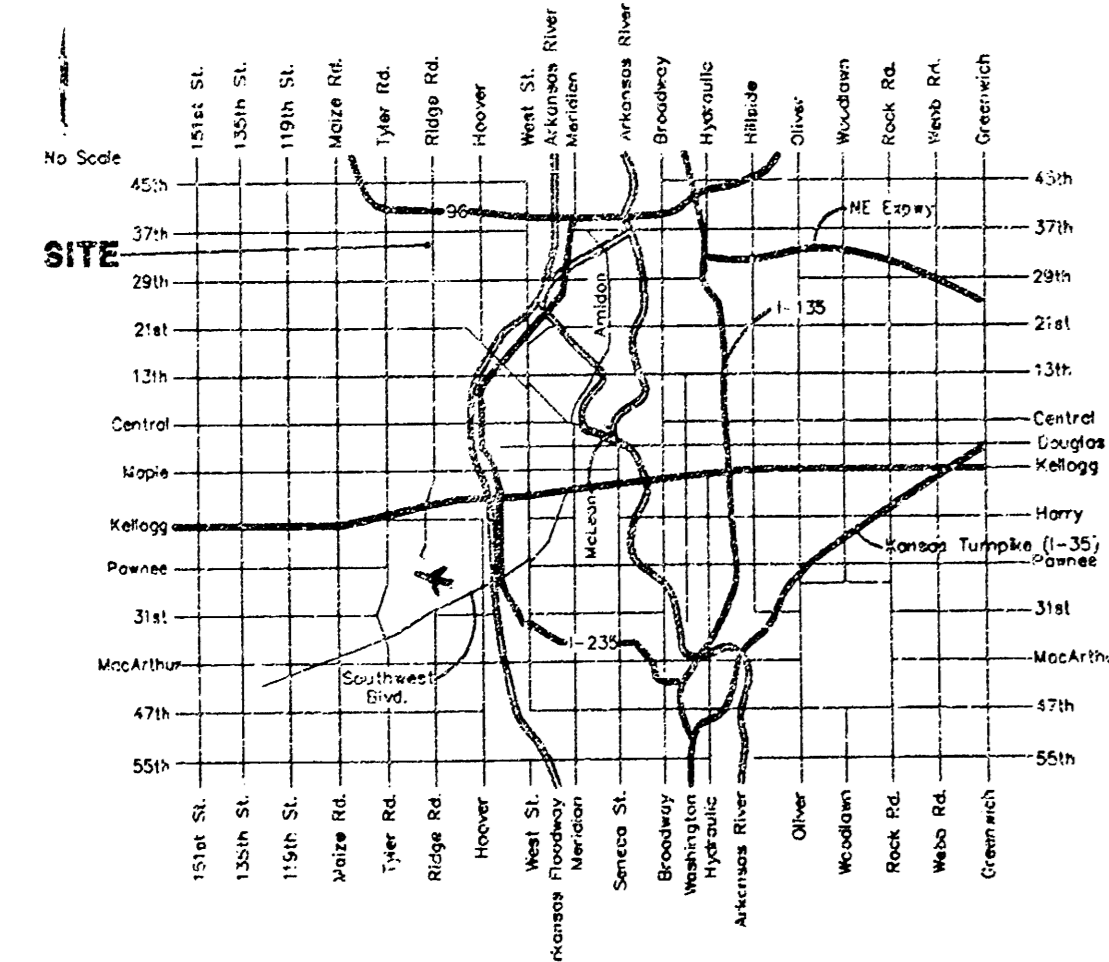 151st St.
135th St.
119th St.
Maize Rd.
Tyler Rd.
Ridge Rd.
Hoover
West St.
Arkansas River
Meridian
Arkansas River
Broadway
Hydraulic
Hillside
Oliver
Woodlawn
Rock Rd.
Webb Rd.
Greenwich
No Scale
45th
37th
SITE
29th
21st
13th
Central
Maple
Kellogg
Pawnee
31st
MacArthur
47th
55th
96
NE Expwy
Amidon
I-135
McLean
Kansas Turnpike (I-35)
I-235
Southwest
Blvd.
45th
37th
29th
21st
13th
Central
Douglas
Kellogg
Harry
Pawnee
31st
MacArthu
47th
55th
151st St.
135th St.
119th St.
Maize Rd.
Tyler Rd.
Ridge Rd.
Hoover
West St.
rkansas Floodway
Meridian
Seneca St.
Broadway
Washington
Hydraulic
Arkansas River
Oliver
Woodlawn
Rock Rd.
Webb Rd.
Greenwich